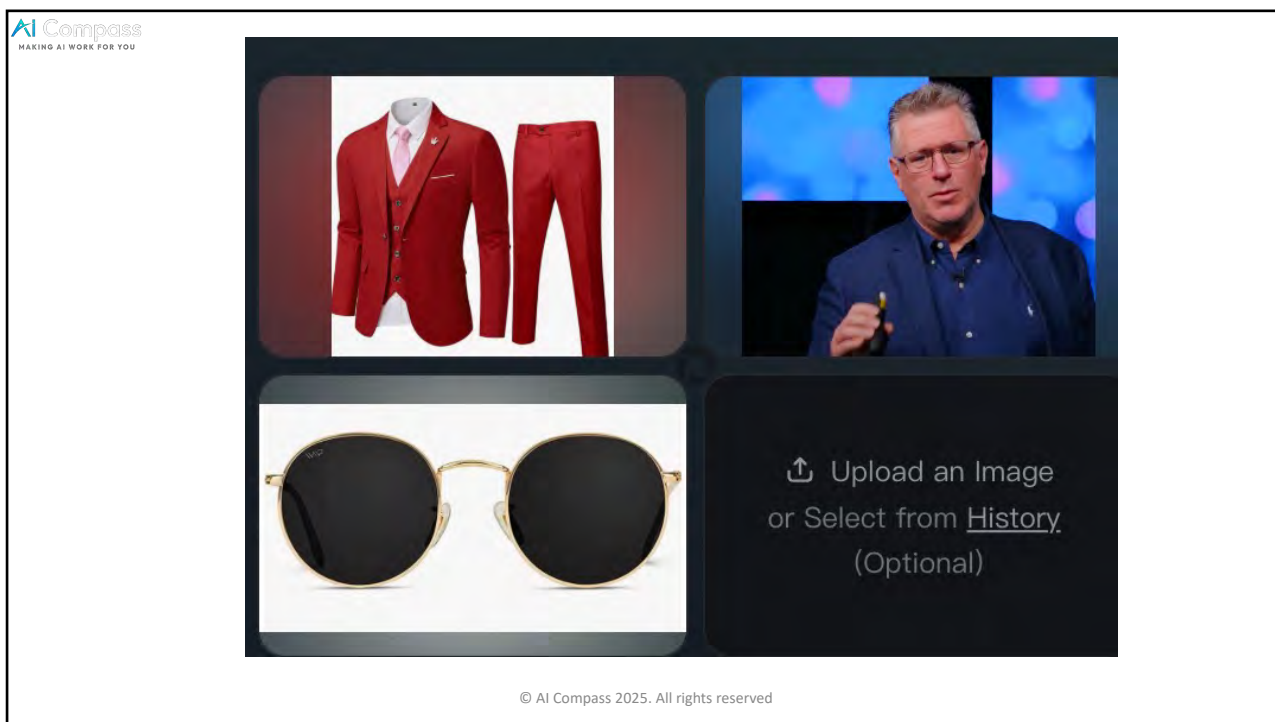 AI Compass
MAKING AI WORK FOR YOU
Upload an Image
or Select from History
(Optional)
© AI Compass 2025. All rights reserved